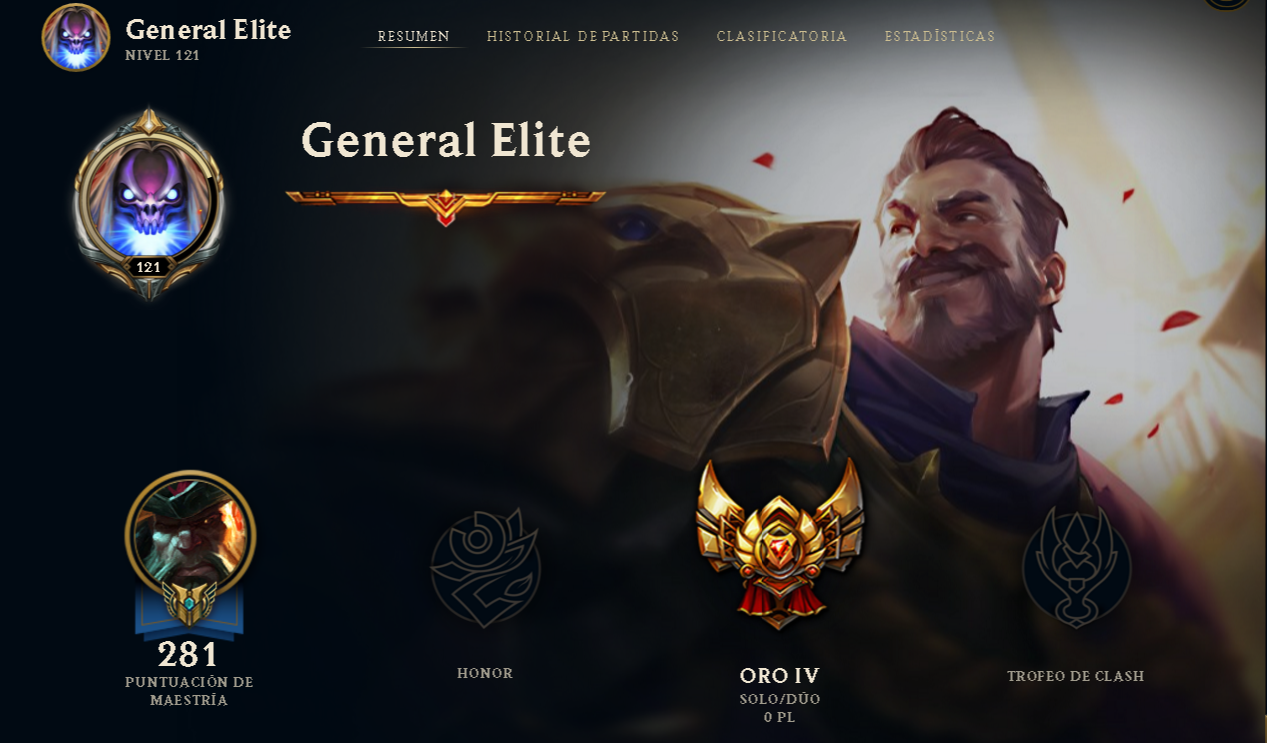 General Elite
NIVEL 121
RESUMEN
HISTORIAL DE PARTIDAS
CLASIFICATORIA
ESTADÍSTICAS
General Elite
121
281
PUNTUACIÓN DE
MAESTRÍA
HONOR
ORO IV
SOLO/DÚO
0 PL
TROFEO DE CLASH